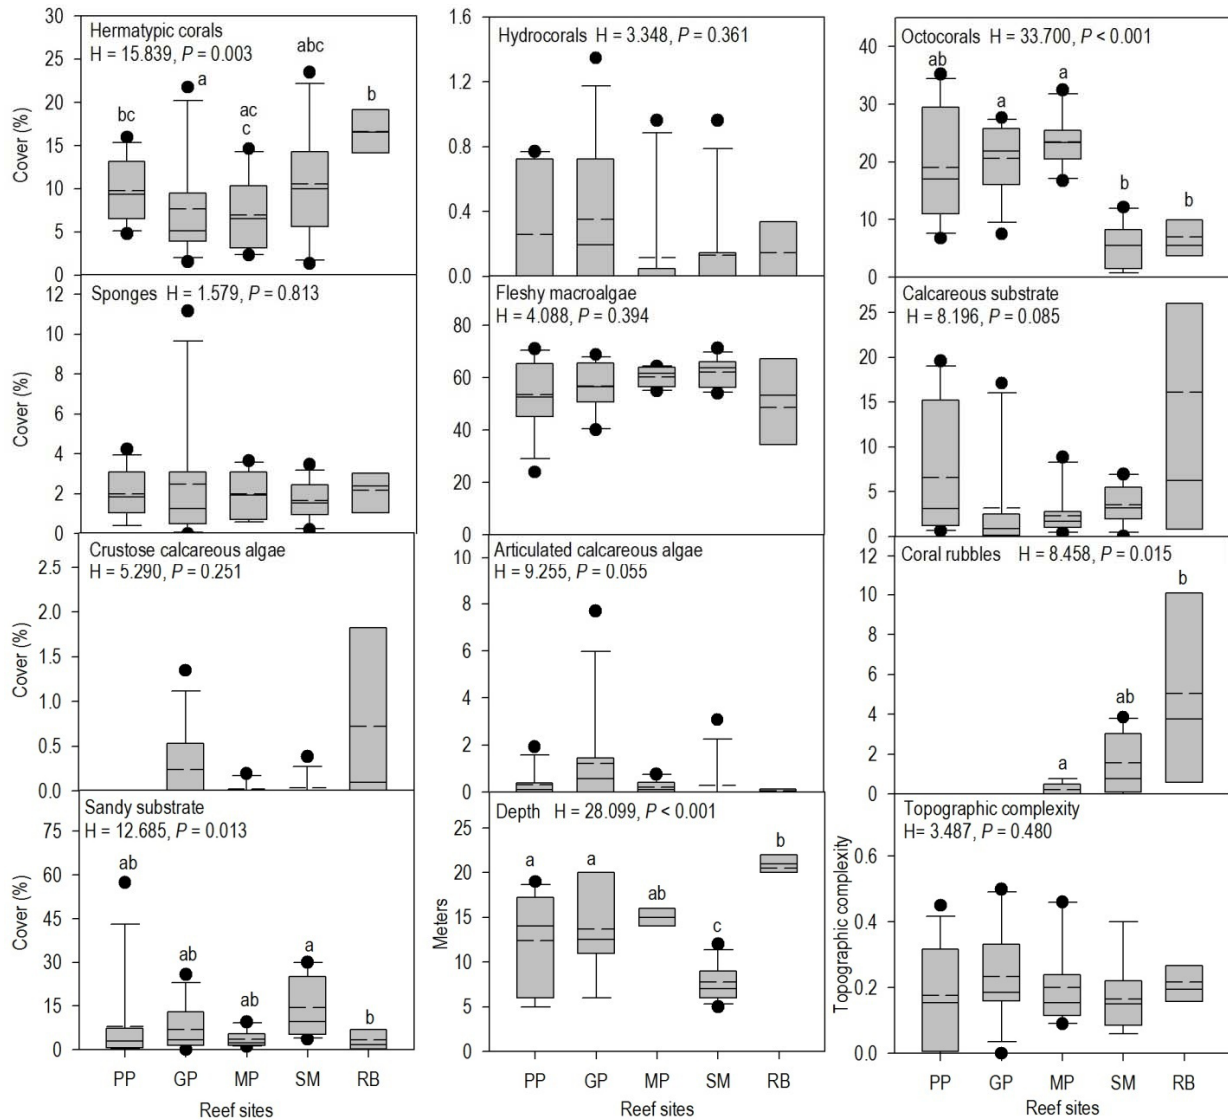 Hermatypic corals
H = 15.839, P = 0.003
Cover (%)
30
25
20
15
10
5
0
bc
a
ac
c
abc
b
Hydrocorals H = 3.348, P = 0.361
1.6
1.2
0.8
0.4
0.0
Octocorals H = 33.700, P < 0.001
40
30
20
10
0
ab
a
a
b
b
Sponges H = 1.579, P = 0.813
Cover (%)
12
10
8
6
4
2
0
Fleshy macroalgae
H = 4.088, P = 0.394
80
60
40
20
0
Calcareous substrate
H = 8.196, P = 0.085
25
20
15
10
5
0
Crustose calcareous algae
H = 5.290, P = 0.251
Cover (%)
2.5
2.0
1.5
1.0
0.5
0.0
Articulated calcareous algae
H = 9.255, P = 0.055
10
8
6
4
2
0
Coral rubbles H = 8.458, P = 0.015
12
10
8
6
4
2
0
a
ab
b
Sandy substrate
H = 12.685, P = 0.013
Cover (%)
75
60
45
30
15
0
ab
ab
ab
a
b
PP GP MP SM RB
Reef sites
Depth H = 28.099, P < 0.001
Meters
25
20
15
10
5
0
a
a
ab
c
b
PP GP MP SM RB
Reef sites
Topographic complexity
H= 3.487, P = 0.480
Topographic complexity
0.6
0.4
0.2
0.0
PP GP MP SM RB
Reef sites